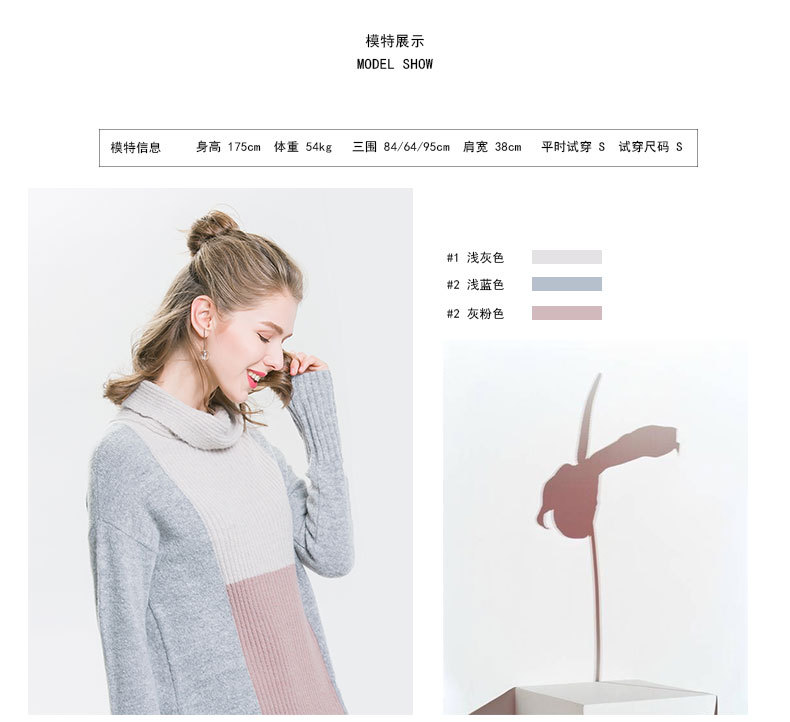 模特展示
MODEL SHOW
模特信息 身高 175cm 体重 54kg 三围 84/64/95cm 肩宽 38cm 平时试穿 S 试穿尺码 S
#1 浅灰色
#2 浅蓝色
#2 灰粉色